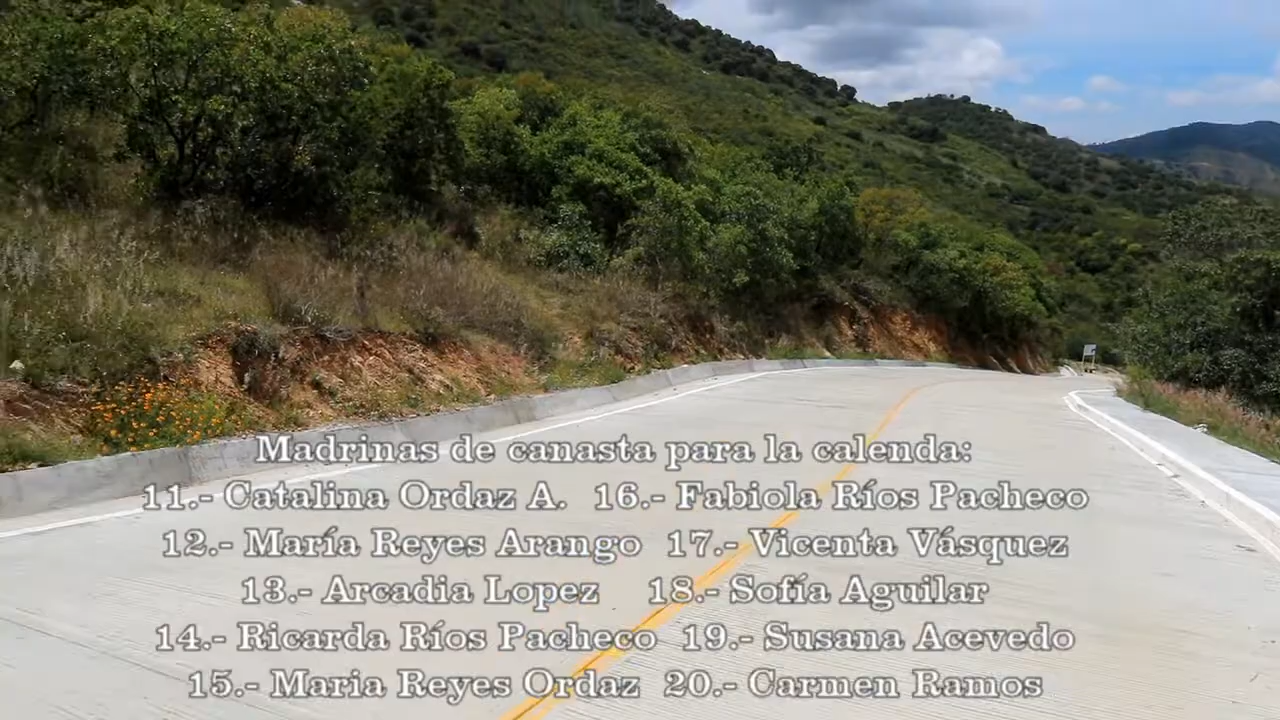 Madrinas de canasta para la calenda:
11.- Catalina Ordaz A. 16.- Fabiola Ríos Pacheco
12.- María Reyes Arango 17.- Vicenta Vásquez
13.- Arcadia Lopez 18.- Sofía Aguilar
14.- Ricarda Ríos Pacheco 19.- Susana Acevedo
15.- Maria Reyes Ordaz 20.- Carmen Ramos